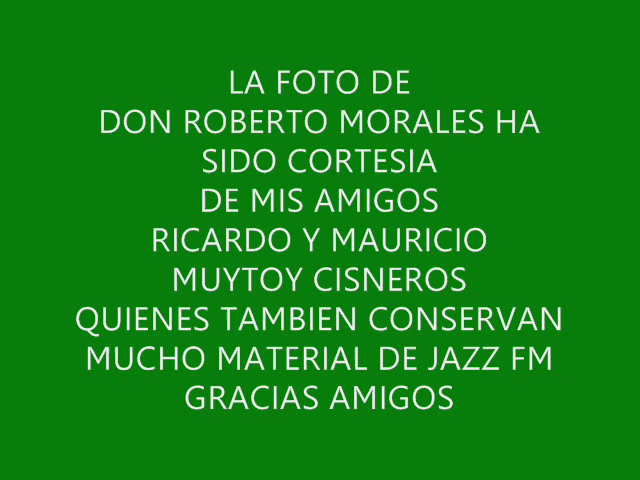 LA FOTO DE
DON ROBERTO MORALES HA
SIDO CORTESIA
DE MIS AMIGOS
RICARDO Y MAURICIO
MUYTOY CISNEROS
QUIENES TAMBIEN CONSERVAN
MUCHO MATERIAL DE JAZZ FM
GRACIAS AMIGOS